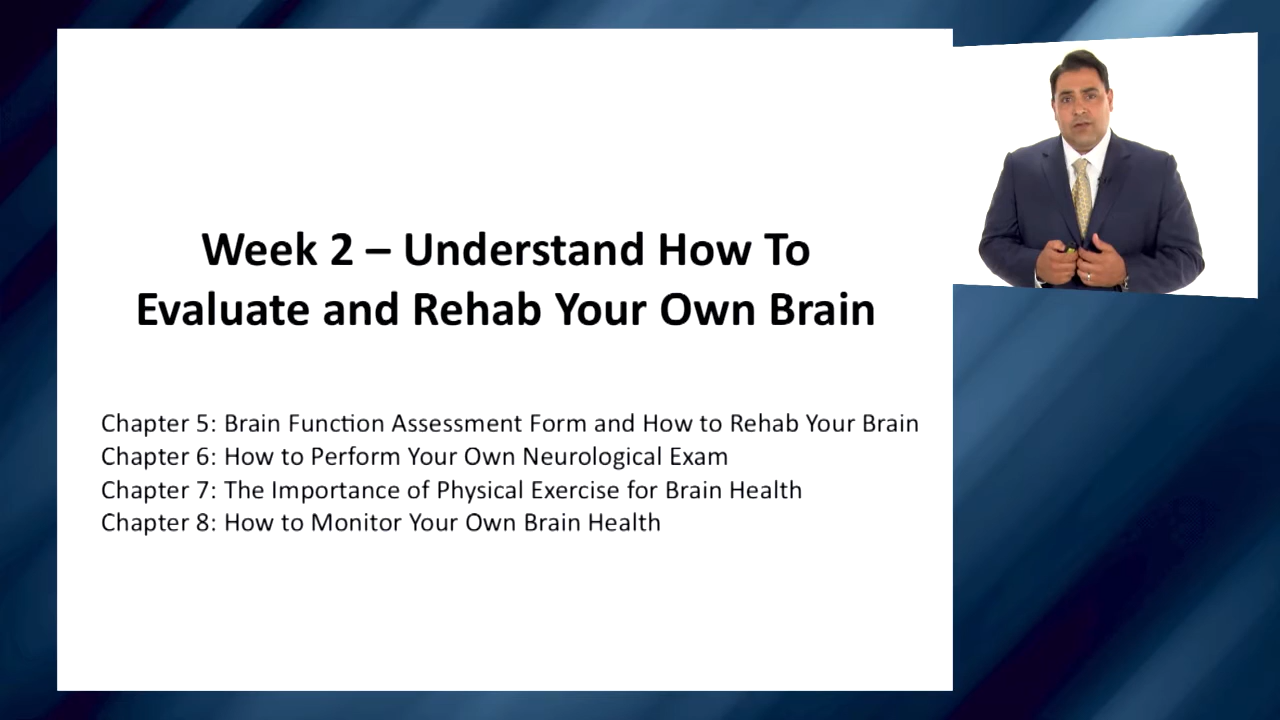 Week 2 – Understand How To
Evaluate and Rehab Your Own Brain
Chapter 5: Brain Function Assessment Form and How to Rehab Your Brain
Chapter 6: How to Perform Your Own Neurological Exam
Chapter 7: The Importance of Physical Exercise for Brain Health
Chapter 8: How to Monitor Your Own Brain Health